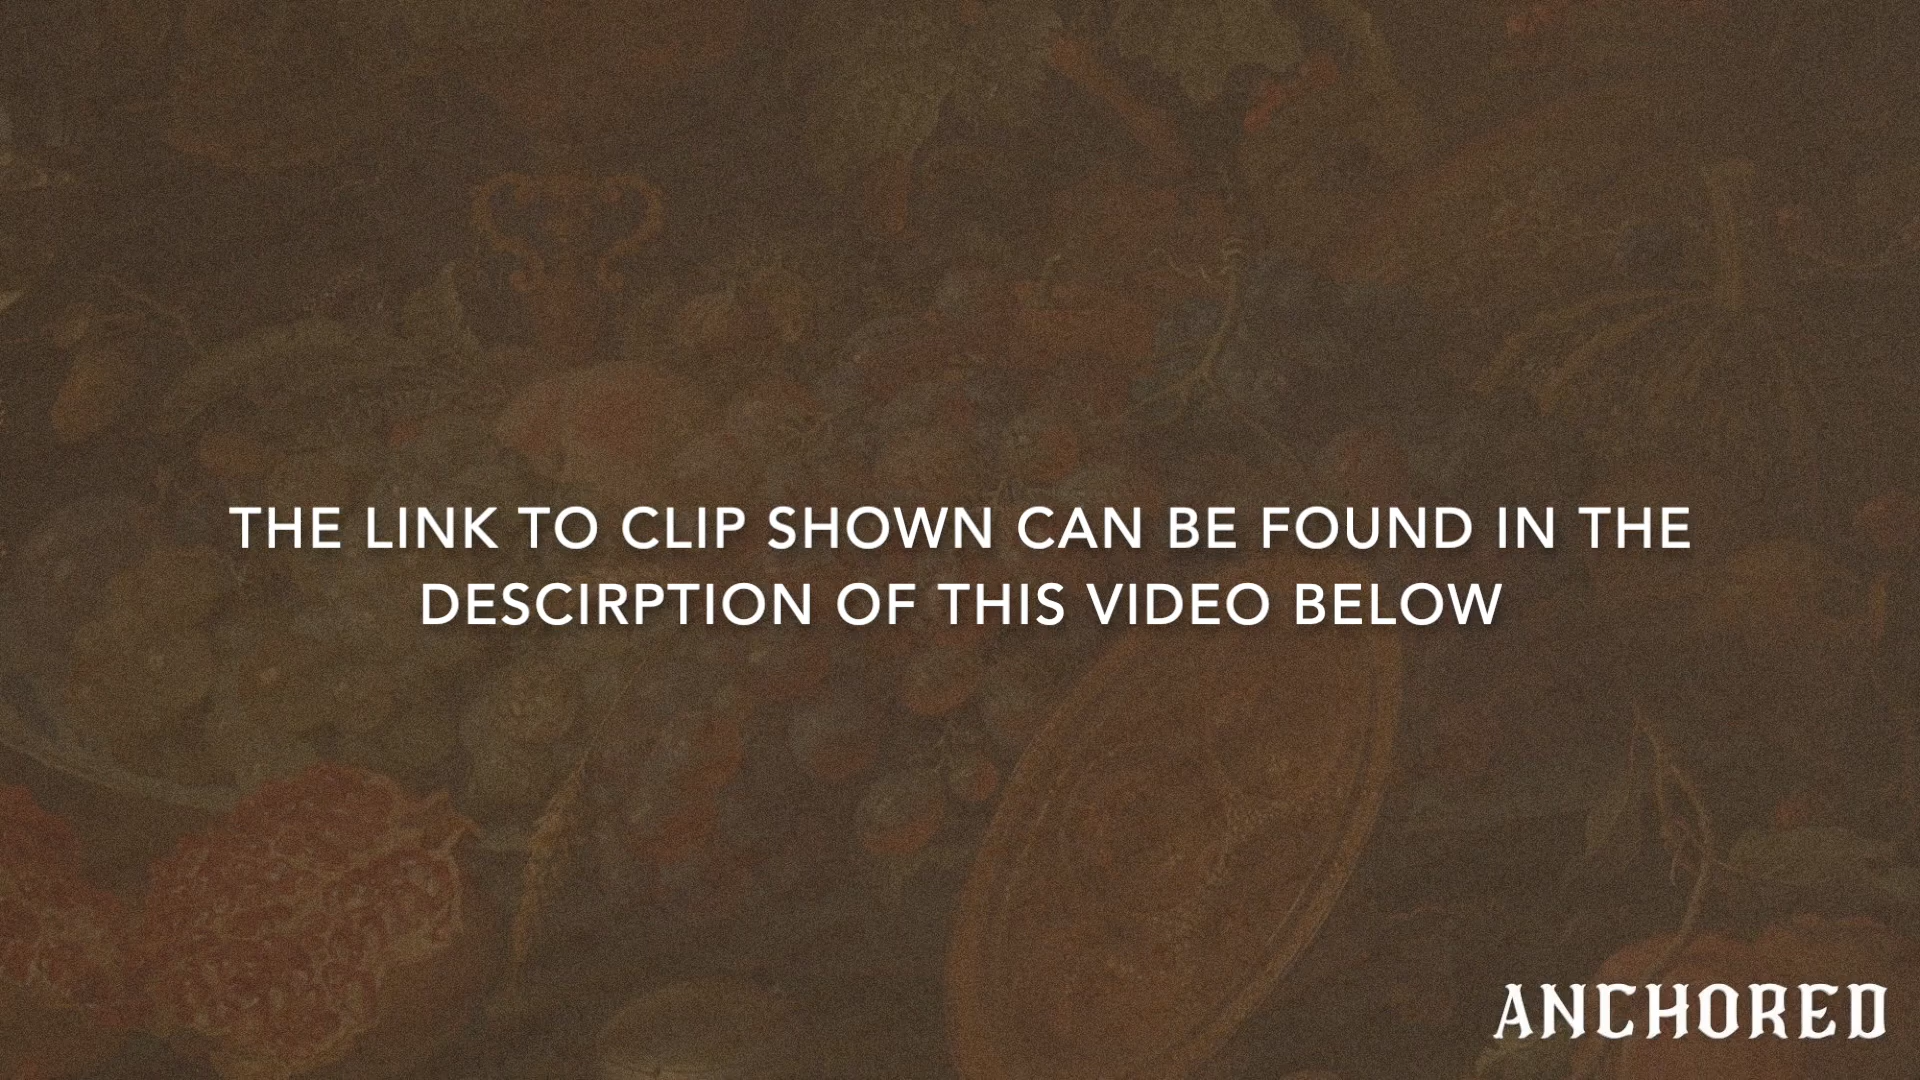 THE LINK TO CLIP SHOWN CAN BE FOUND IN THE
DESCIRPTION OF THIS VIDEO BELOW
ANCHORED